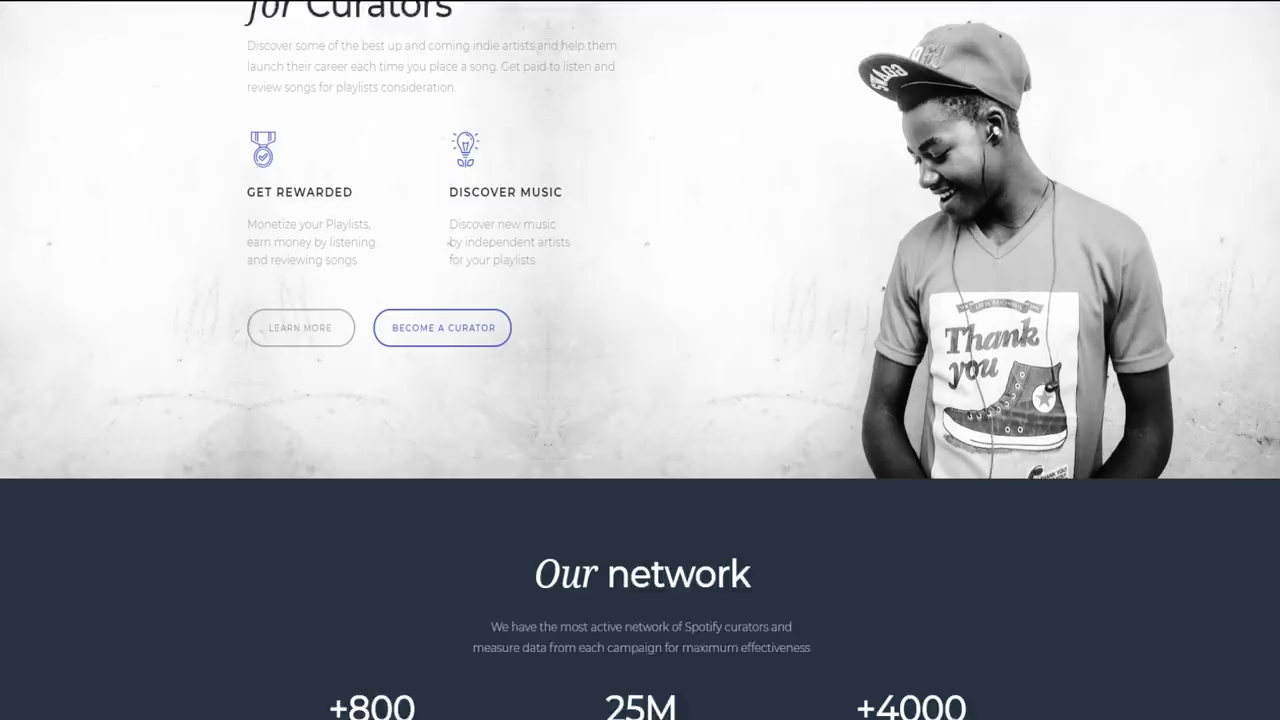 for Curators
Discover some of the best up and coming indie artists and help them
launch their career each time you place a song. Get paid to listen and
review songs for playlists consideration.
GET REWARDED
DISCOVER MUSIC
Monetize your Playlists,
earn money by listening
and reviewing songs
Discover new music
by independent artists
for your playlists
LEARN MORE
BECOME A CURATOR
Thank
you
Our network
We have the most active network of Spotify curators and
measure data from each campaign for maximum effectiveness
+800
25M
+4000